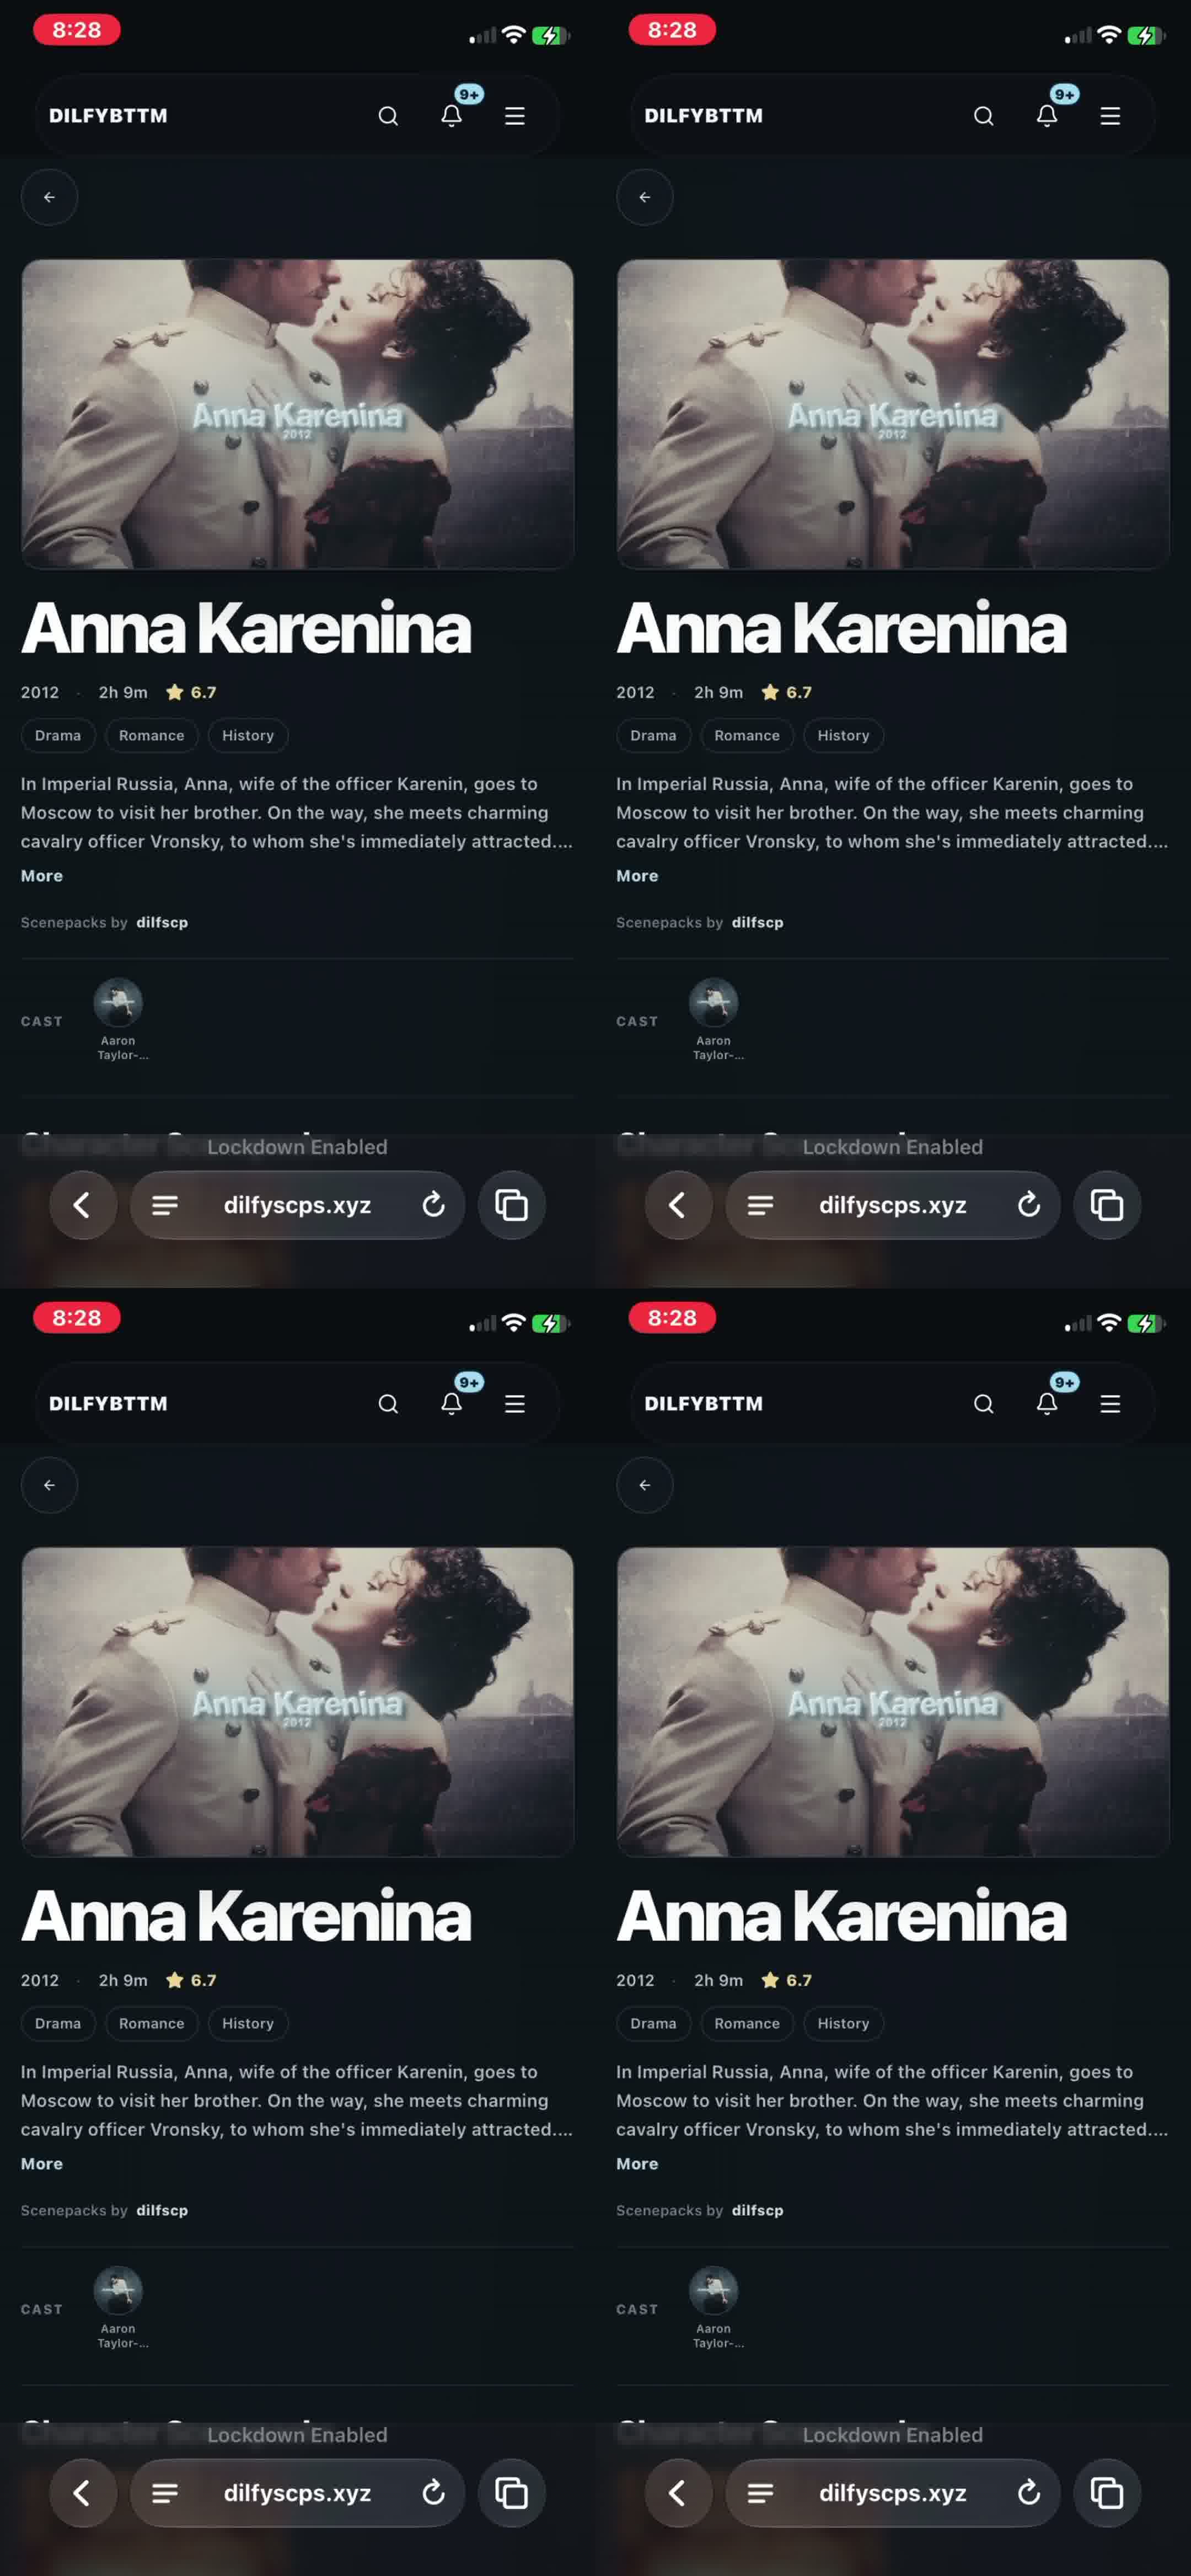 8:28
DILFYBTTM
9+
Anna Karenina
2012
Anna Karenina
2012 · 2h 9m 6.7
Drama Romance History
In Imperial Russia, Anna, wife of the officer Karenin, goes to
Moscow to visit her brother. On the way, she meets charming
cavalry officer Vronsky, to whom she's immediately attracted....
More
Scenepacks by dilfscp
CAST
Aaron
Taylor-...
Lockdown Enabled
dilfyscps.xyz
8:28
DILFYBTTM
9+
Anna Karenina
2012
Anna Karenina
2012 · 2h 9m 6.7
Drama Romance History
In Imperial Russia, Anna, wife of the officer Karenin, goes to
Moscow to visit her brother. On the way, she meets charming
cavalry officer Vronsky, to whom she's immediately attracted....
More
Scenepacks by dilfscp
CAST
Aaron
Taylor-...
Lockdown Enabled
dilfyscps.xyz
8:28
DILFYBTTM
9+
Anna Karenina
2012
Anna Karenina
2012 · 2h 9m 6.7
Drama Romance History
In Imperial Russia, Anna, wife of the officer Karenin, goes to
Moscow to visit her brother. On the way, she meets charming
cavalry officer Vronsky, to whom she's immediately attracted....
More
Scenepacks by dilfscp
CAST
Aaron
Taylor-...
Lockdown Enabled
dilfyscps.xyz
8:28
DILFYBTTM
9+
Anna Karenina
2012
Anna Karenina
2012 · 2h 9m 6.7
Drama Romance History
In Imperial Russia, Anna, wife of the officer Karenin, goes to
Moscow to visit her brother. On the way, she meets charming
cavalry officer Vronsky, to whom she's immediately attracted....
More
Scenepacks by dilfscp
CAST
Aaron
Taylor-...
Lockdown Enabled
dilfyscps.xyz